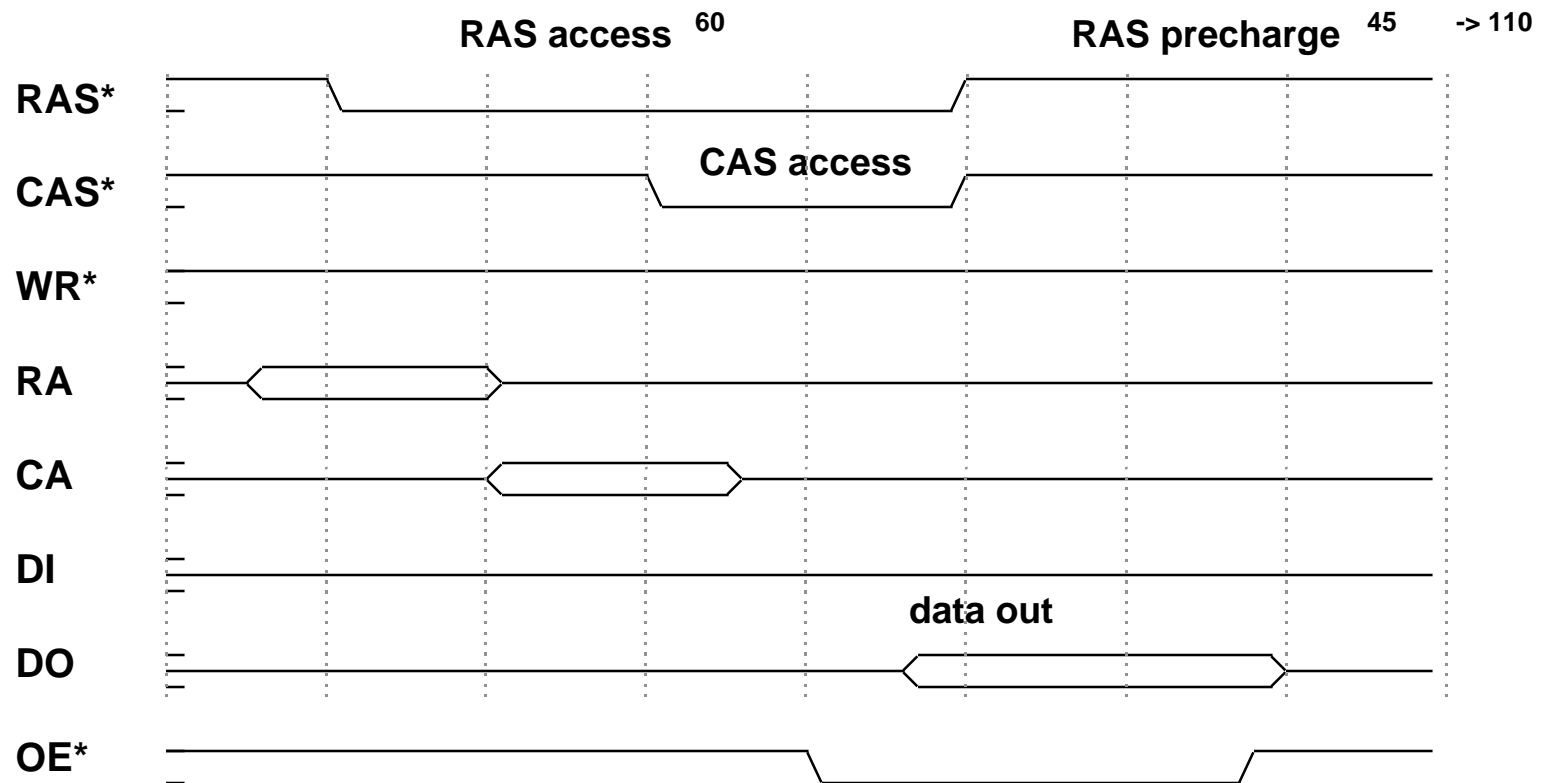 RAS access 60 RAS precharge 45 -> 110
RAS*
CAS access
CAS*
WR*
RA
CA
DI
data out
DO
OE*